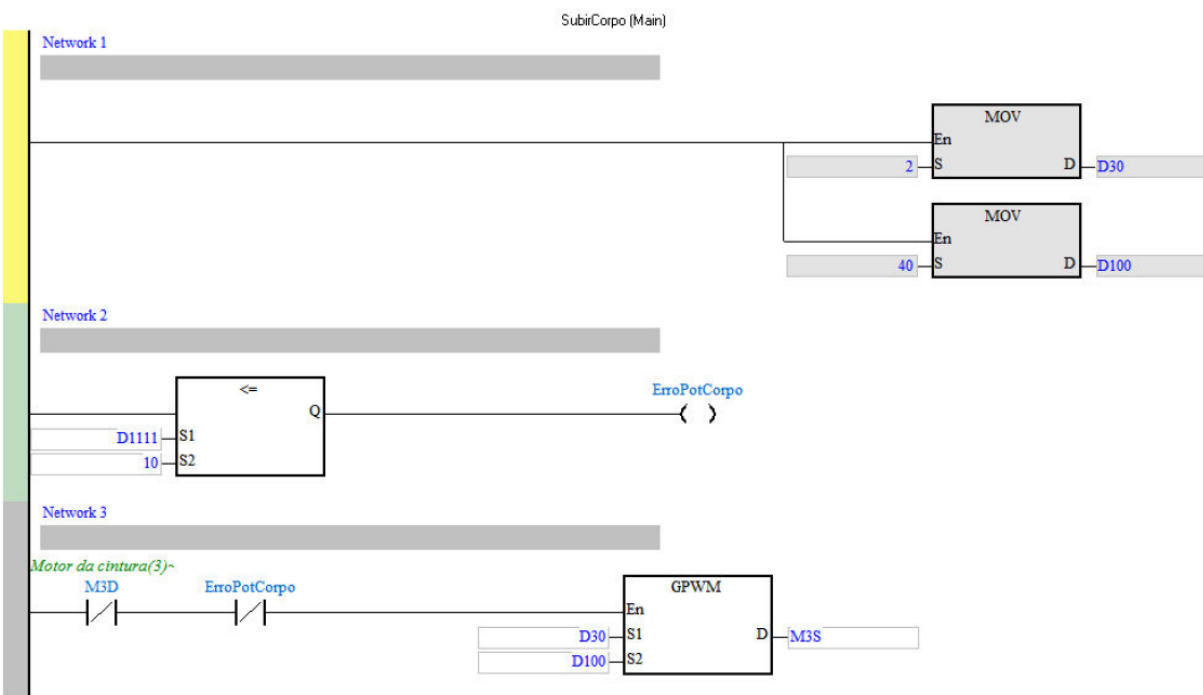 SubirCorpo (Main)
Network 1
MOV
En
2 S D D30
MOV
En
40 S D D100
Network 2
<=
Q
ErroPotCorpo
( )
D1111 S1
10 S2
Network 3
Motor da cintura(3)~
M3D ErroPotCorpo GPWM
En
D30 S1 D M3S
D100 S2